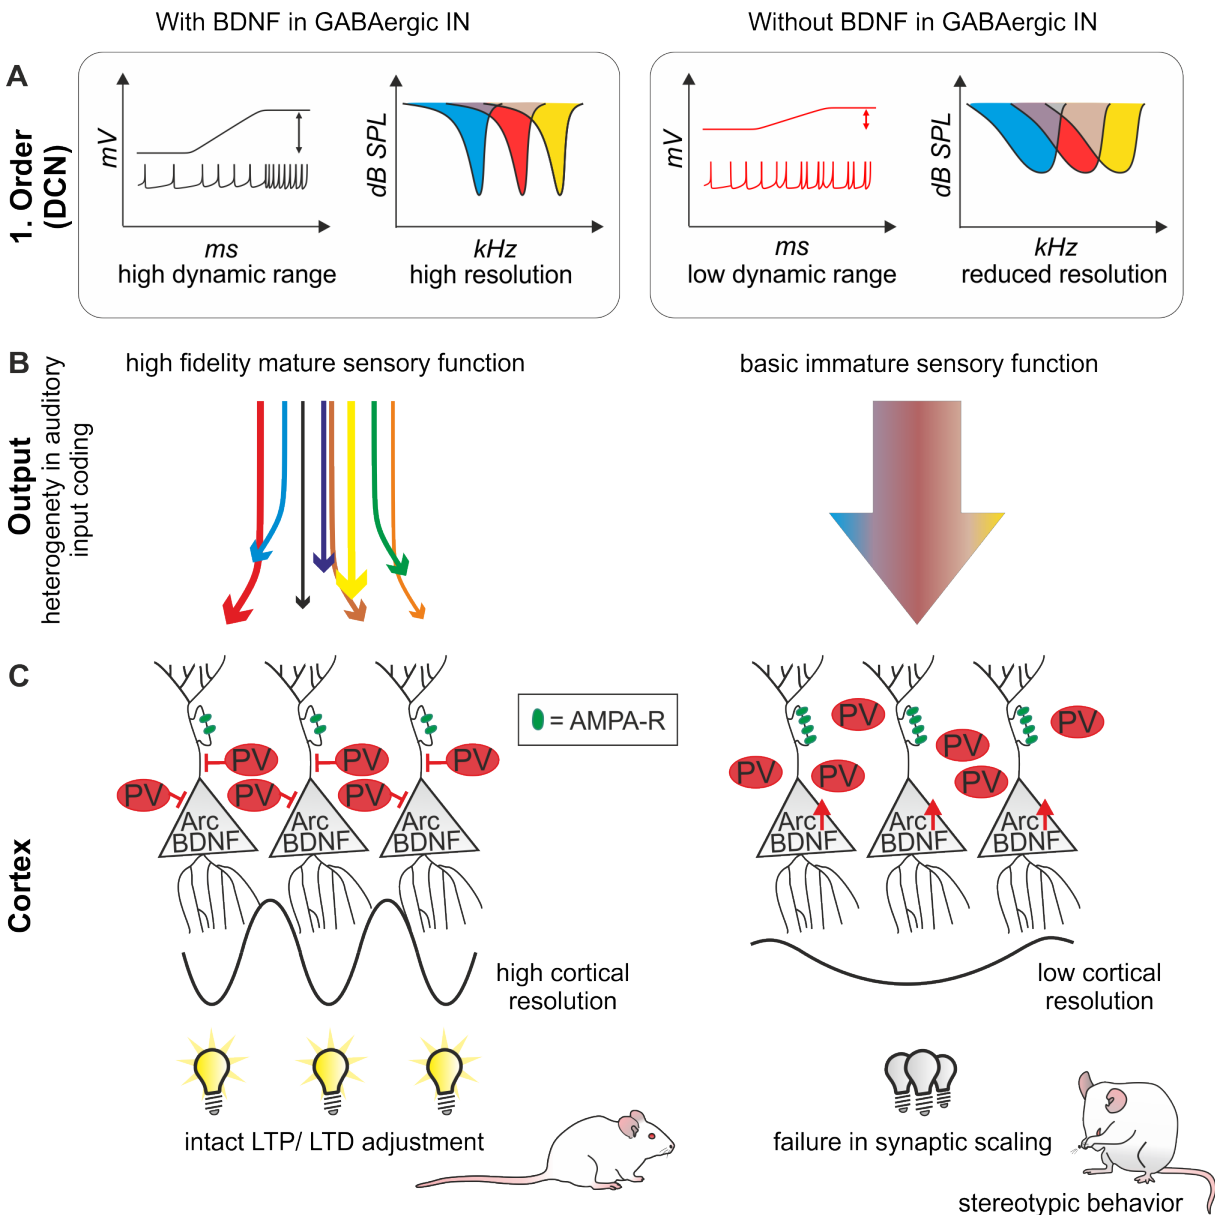 With BDNF in GABAergic IN
Without BDNF in GABAergic IN
A
1. Order
(DCN)
mV
ms
high dynamic range
dB SPL
kHz
high resolution
mV
ms
low dynamic range
dB SPL
kHz
reduced resolution
B
Output
heterogenety in auditory
input coding
high fidelity mature sensory function
basic immature sensory function
C
Cortex
= AMPA-R
PV
PV
PV
PV
PV
PV
Arc
BDNF
Arc
BDNF
Arc
BDNF
PV
PV
PV
PV
PV
PV
Arc
BDNF
Arc
BDNF
Arc
BDNF
high cortical
resolution
low cortical
resolution
intact LTP/ LTD adjustment
failure in synaptic scaling
stereotypic behavior